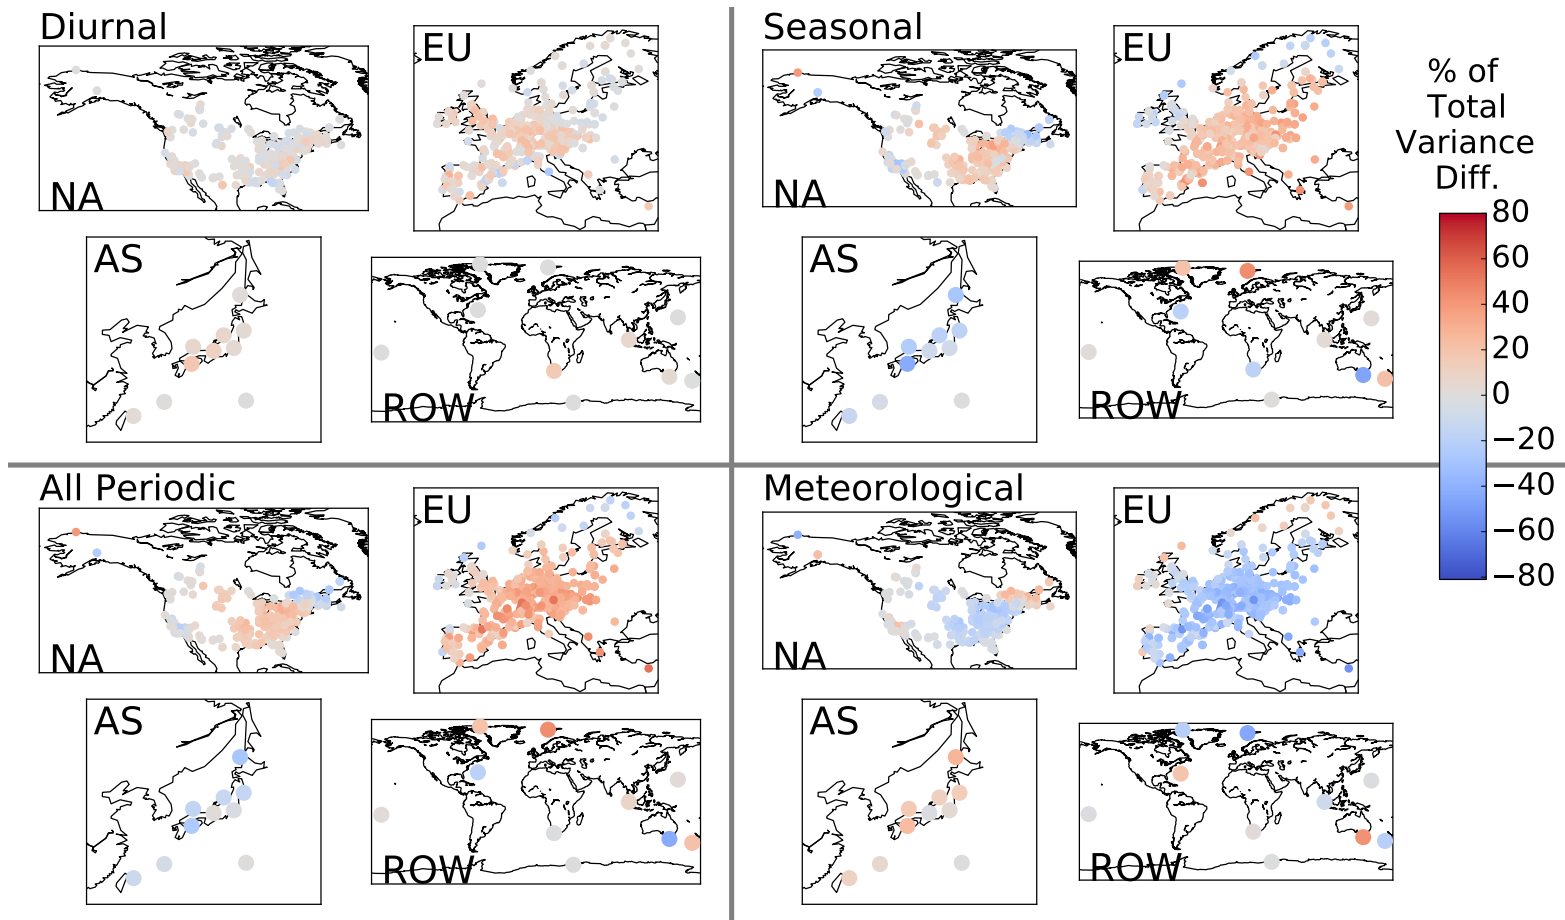 Diurnal
EU
NA
AS
ROW
Seasonal
EU
NA
AS
ROW
% of
Total
Variance
Diff.
80
60
40
20
0
−20
−40
−60
−80
All Periodic
EU
NA
AS
ROW
Meteorological
EU
NA
AS
ROW